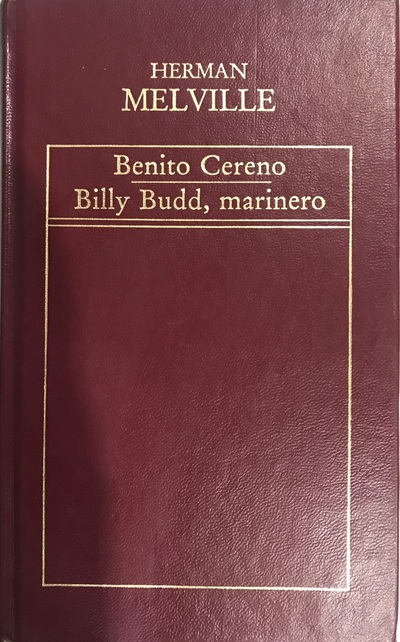 HERMAN
MELVILLE
Benito Cereno
Billy Budd, marinero